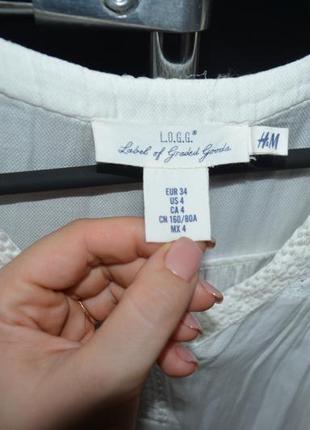 L.O.G.G.®
Label of Graded Goods
H&M
EUR 34
US 4
CA 4
CN 160/80A
MX 4